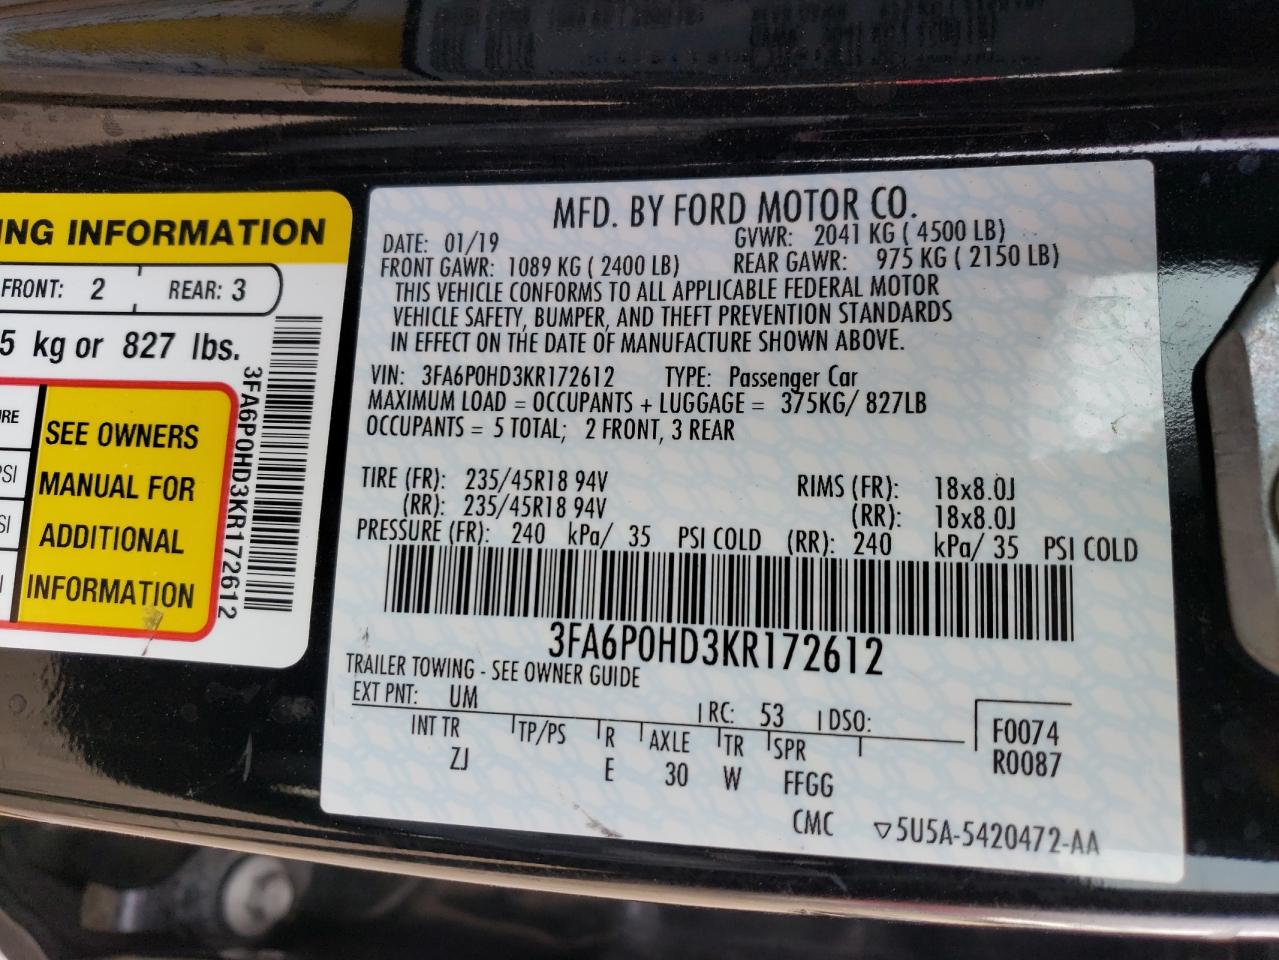 NG INFORMATION
FRONT: 2 REAR: 3
5 kg or 827 lbs.
RE
SEE OWNERS
MANUAL FOR
ADDITIONAL
INFORMATION
PSI
SI
3FA6P0HD3KR172612
MFD. BY FORD MOTOR CO.
DATE: 01/19 GVWR: 2041 KG ( 4500 LB)
FRONT GAWR: 1089 KG ( 2400 LB) REAR GAWR: 975 KG ( 2150 LB)
THIS VEHICLE CONFORMS TO ALL APPLICABLE FEDERAL MOTOR
VEHICLE SAFETY, BUMPER, AND THEFT PREVENTION STANDARDS
IN EFFECT ON THE DATE OF MANUFACTURE SHOWN ABOVE.
VIN: 3FA6P0HD3KR172612 TYPE: Passenger Car
MAXIMUM LOAD = OCCUPANTS + LUGGAGE = 375KG/ 827LB
OCCUPANTS = 5 TOTAL; 2 FRONT, 3 REAR
TIRE (FR): 235/45R18 94V RIMS (FR): 18x8.0J
(RR): 235/45R18 94V (RR): 18x8.0J
PRESSURE (FR): 240 kPa/ 35 PSI COLD (RR): 240 kPa/ 35 PSI COLD
3FA6P0HD3KR172612
TRAILER TOWING - SEE OWNER GUIDE
EXT PNT: UM RC: 53 DSO:
INT TR TP/PS R AXLE TR SPR F0074
ZJ E 30 W FFGG R0087
CMC ▽5U5A-5420472-AA